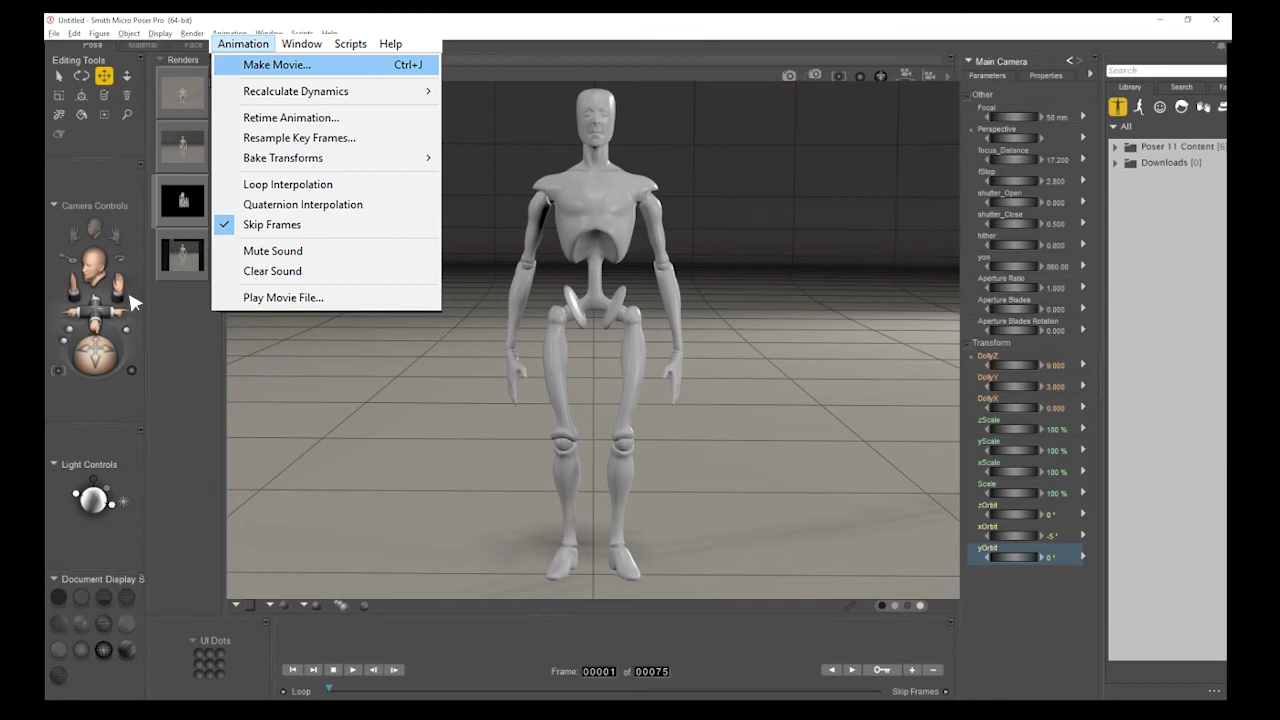 Untitled - Smith Micro Poser Pro (64-bit)
File Edit Figure Object Display Render Animation Window Scripts Help
Animation Window Scripts Help
Pose Material Face
Editing Tools
Renders
Make Movie... Ctrl+J
Recalculate Dynamics
Retime Animation...
Resample Key Frames...
Bake Transforms
Loop Interpolation
Quaternion Interpolation
Skip Frames
Mute Sound
Clear Sound
Play Movie File...
Camera Controls
Light Controls
Document Display S
UI Dots
Frame: 00001 of 00075
Loop
Skip Frames
Main Camera
Parameters Properties
Other
Focal
50 mm
Perspective
focus_Distance
17.200
fStep
2.800
shutter_Open
0.000
shutter_Close
0.500
hither
0.800
yon
860.00
Aperture Ratio
1.000
Aperture Blades
0.000
Aperture Blades Rotation
0.000
Transform
DollyZ
9.000
DollyY
3.000
DollyX
0.000
zScale
100 %
yScale
100 %
xScale
100 %
Scale
100 %
zOrbit
0 °
xOrbit
-5 °
yOrbit
0 °
Search
Library Search Fa
All
Poser 11 Content [6]
Downloads [0]